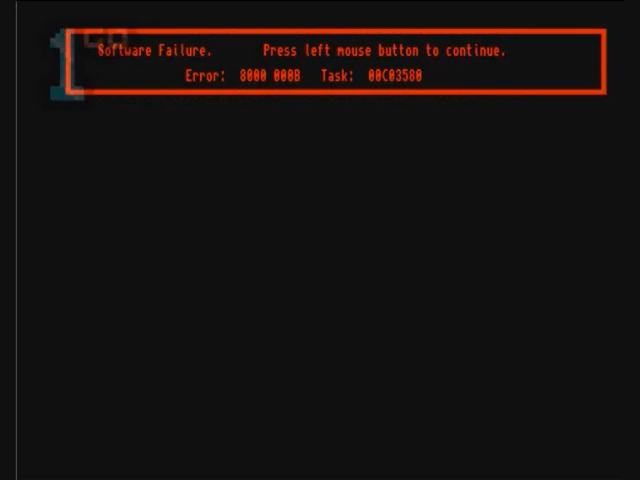 Software Failure. Press left mouse button to continue.
Error: 8000 000B Task: 00C03580